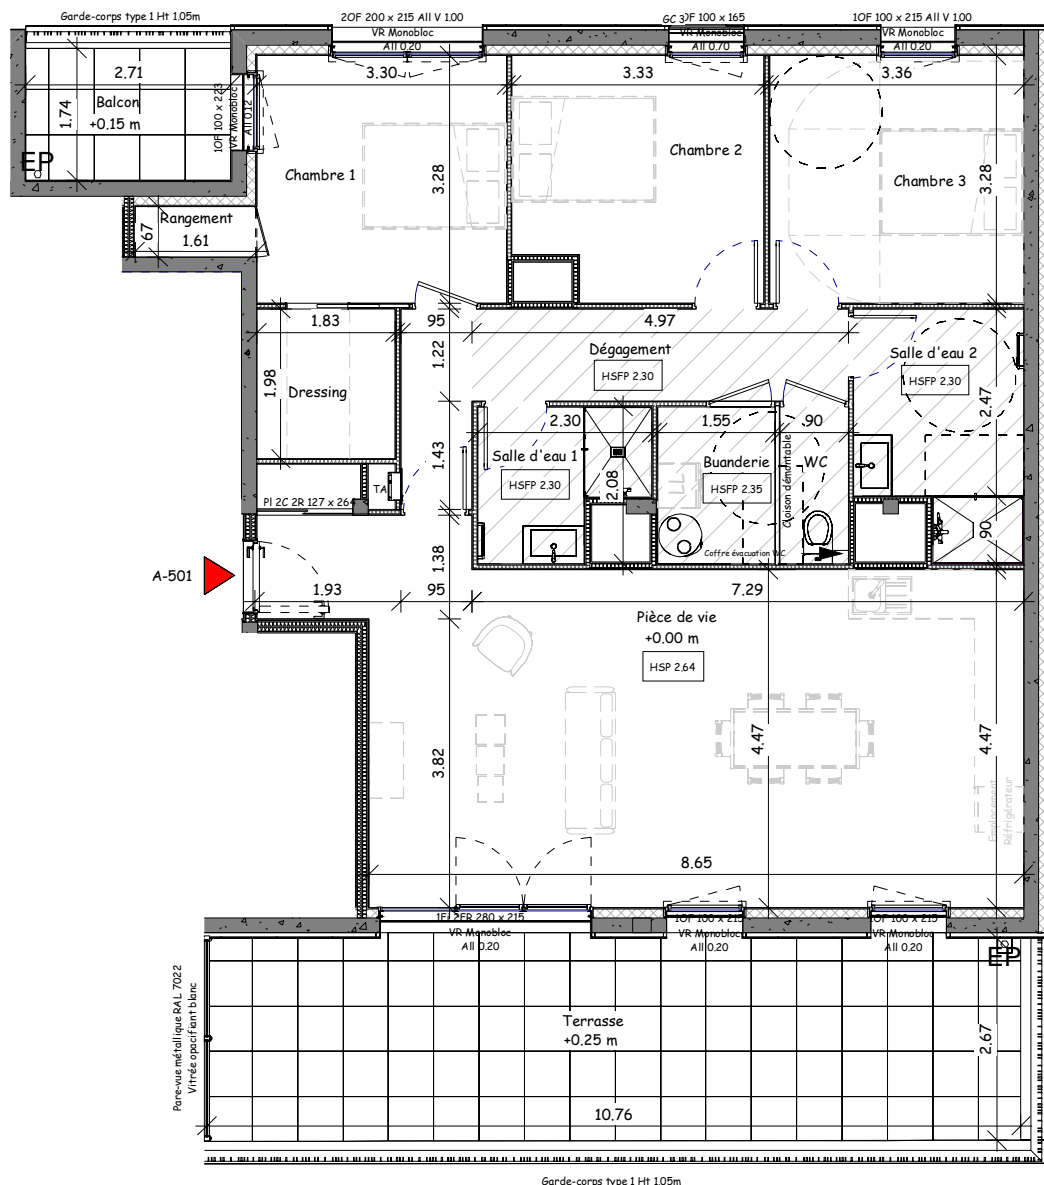 Garde-corps type 1 Ht 1.05m
2OF 200 x 215 All V 1,00
VR Monobloc
All 0,20
GC 3
OF 100 x 165
VR Monobloc
All 0,70
1OF 100 x 215 All V 1,00
VR Monobloc
All 0,20
2.71
1.74
Balcon
+0.15 m
EP
1OF 100 x 223
VR Monobloc
All 0,12
3.30
3.33
3.36
Chambre 1
3.28
Chambre 2
Chambre 3
3.28
Rangement
67
1.61
1.83
95
4.97
1.22
Dégagement
HSFP 2.30
Salle d'eau 2
HSFP 2.30
2.47
1.98
Dressing
2.30
1.55
90
1.43
Salle d'eau 1
HSFP 2.30
2.08
Buanderie
HSFP 2.35
LL
Cloison démontable
WC
TA
Pl 2C 2R 127 x 264
Coffre évacuation WC
90
A-501
1.38
1.93
95
7.29
Pièce de vie
+0.00 m
HSP 2.64
3.82
4.47
4.47
Emplacement
Réfrigérateur
8.65
1F/ 2FR 280 x 215
VR Monobloc
All 0,20
1OF 100 x 215
VR Monobloc
All 0,20
1OF 100 x 215
VR Monobloc
All 0,20
EP
Pare-vue métallique RAL 7022
Vitrée opacifiant blanc
Terrasse
+0.25 m
2.67
10.76
Garde-corps type 1 Ht 1.05m